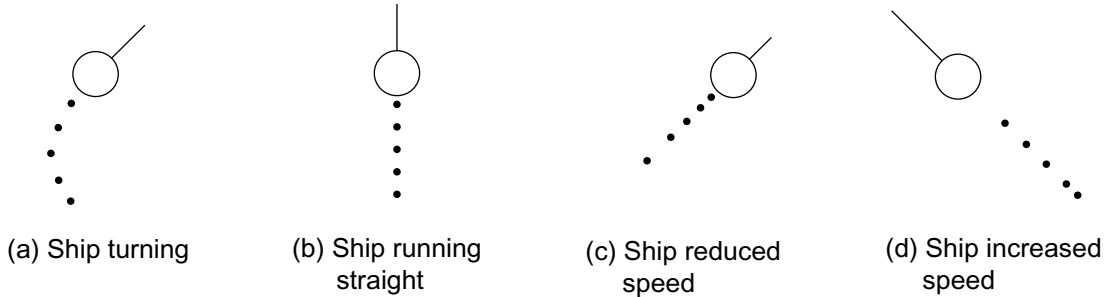 (a) Ship turning
(b) Ship running
straight
(c) Ship reduced
speed
(d) Ship increased
speed